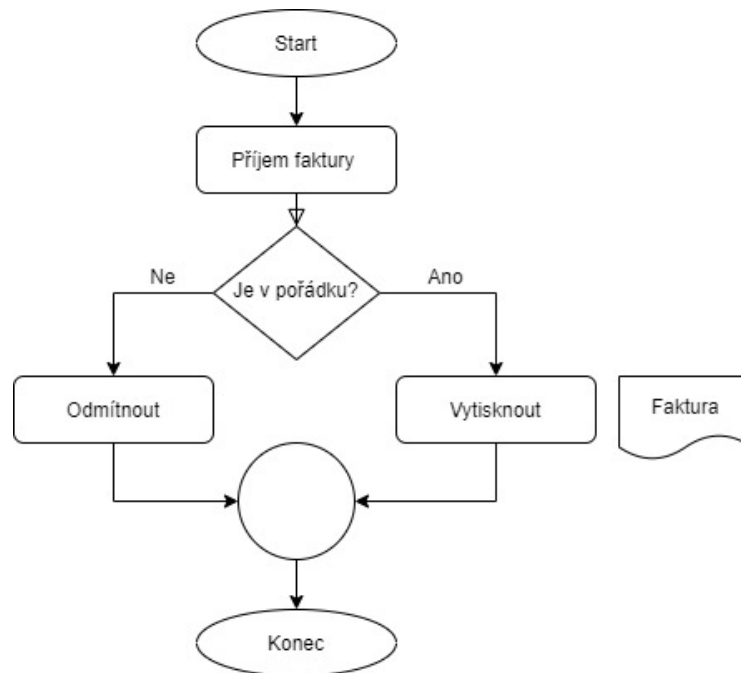 Start
Příjem faktury
Ne
Je v pořádku?
Ano
Odmítnout
Vytisknout
Faktura
Konec